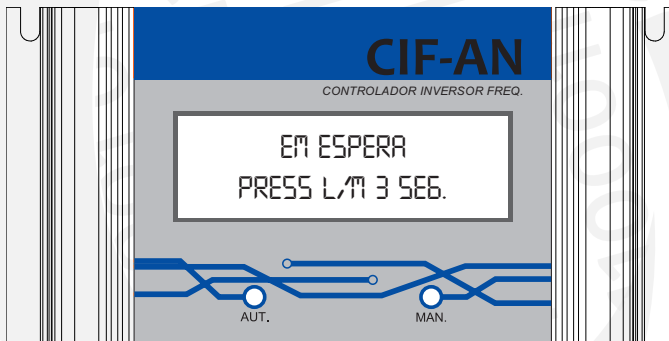 CIF-AN
CONTROLADOR INVERSOR FREQ.
EM ESPERA
PRESS L/M 3 SEG.
AUT.
MAN.